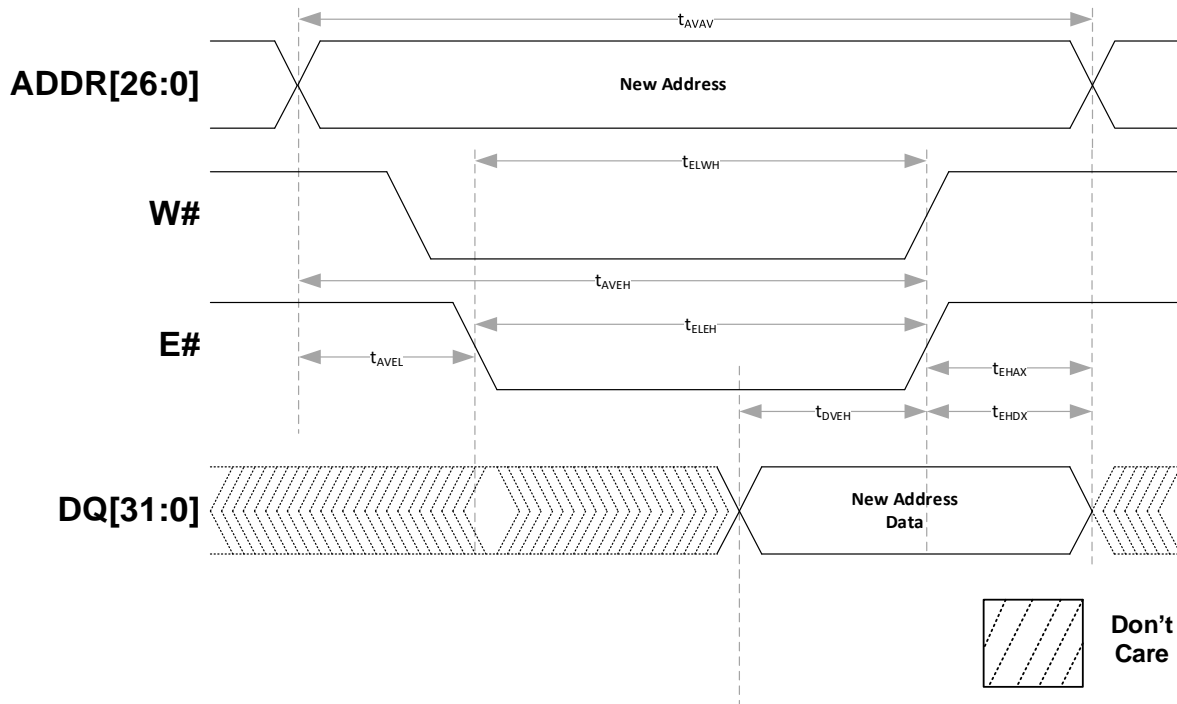 tAVAV
ADDR[26:0]
New Address
tELWH
W#
tAVEH
tELEH
E#
tAVEL
tEHAX
tDVEH
tEHDX
DQ[31:0]
New Address
Data
Don't
Care